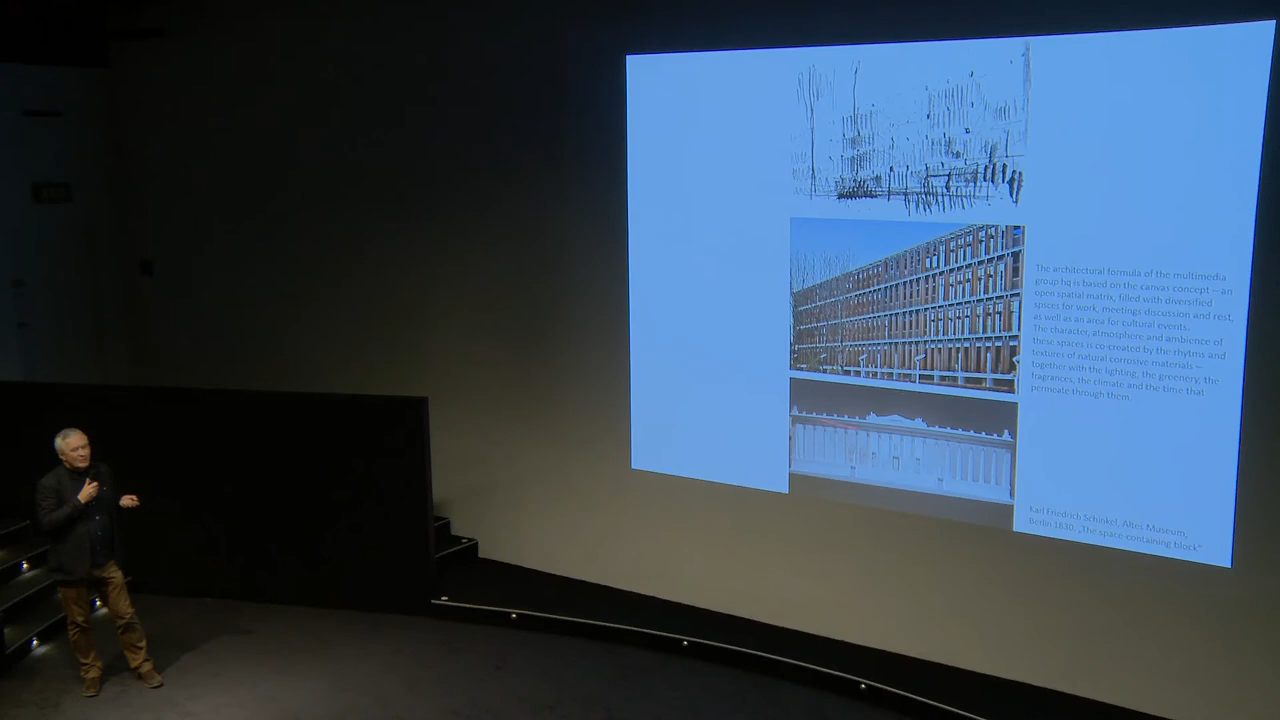 The architectural formula of the multimedia
group hq is based on the canvas concept – an
open spatial matrix, filled with diversified
spaces for work, meetings discussion and rest,
as well as an area for cultural events.
The character, atmosphere and ambience of
these spaces is co-created by the rhytms and
textures of natural corrosive materials –
together with the lighting, the greenery, the
fragrances, the climate and the time that
permeate through them.
Karl Friedrich Schinkel, Altes Museum,
Berlin 1830. „The space containing block"